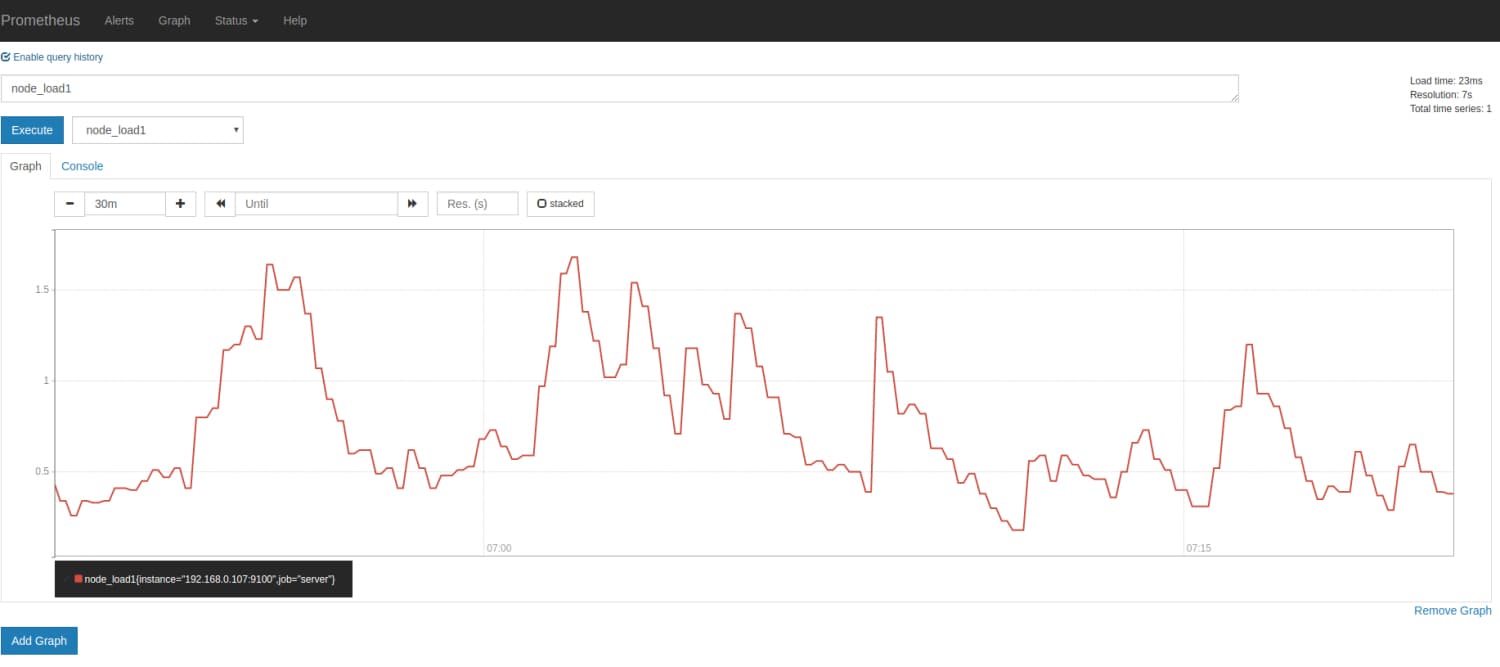 Prometheus Alerts Graph Status Help
Enable query history
node_load1
Load time: 23ms
Resolution: 7s
Total time series: 1
Execute node_load1
Graph Console
30m Until Res. (s) stacked
1.5
1
0.5
07:00 07:15
node_load1{instance="192.168.0.107:9100",job="server"}
Remove Graph
Add Graph